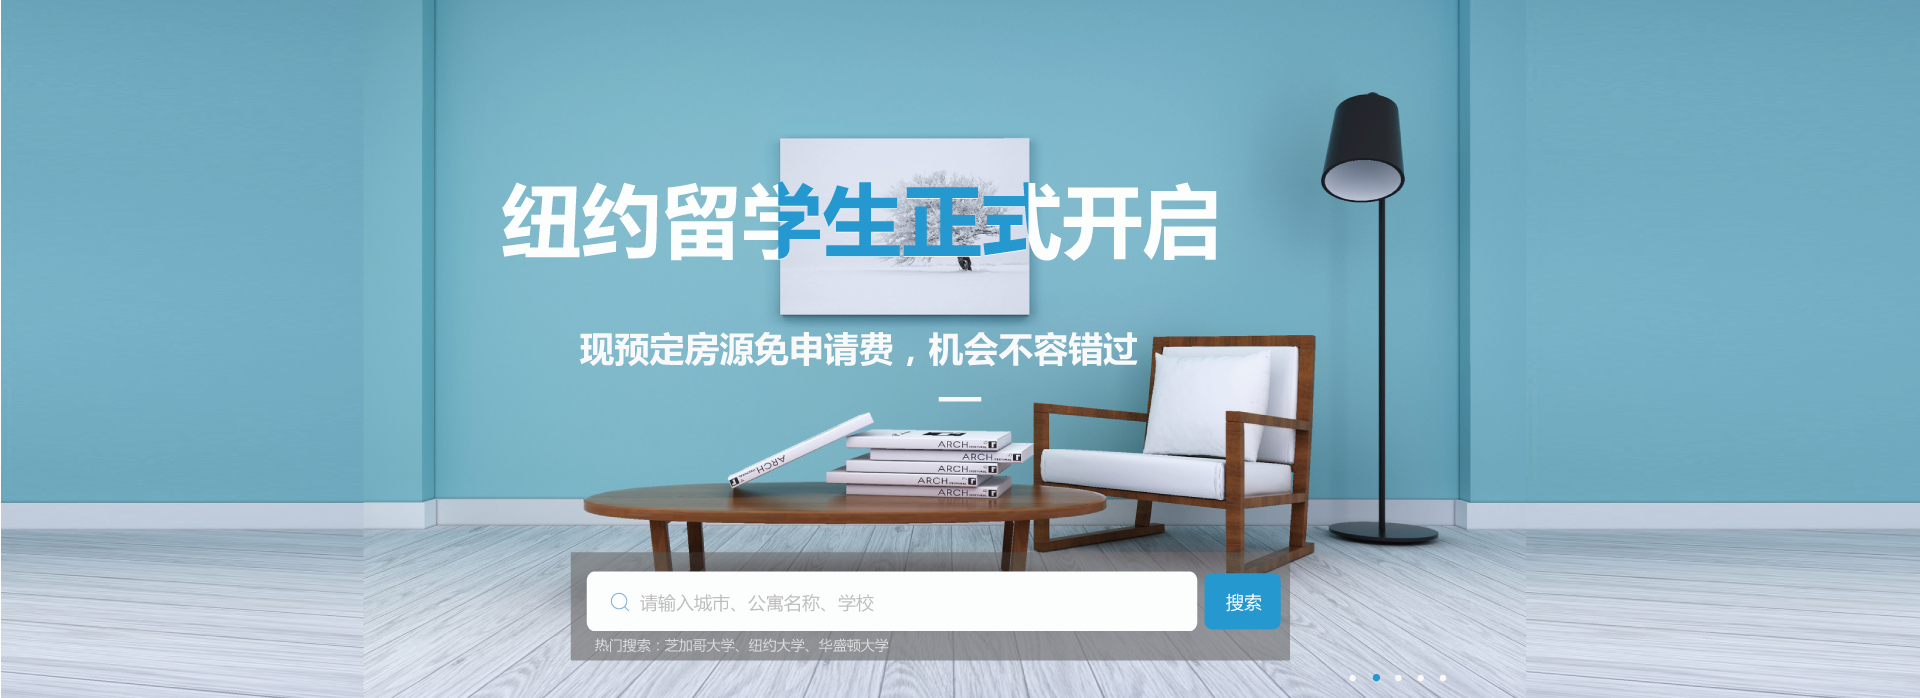 纽约留学生正式开启
现预定房源免申请费，机会不容错过
ARCH
ARCH
ARCH
ARCH
ARCH
ARCH
请输入城市、公寓名称、学校
搜索
热门搜索：芝加哥大学、纽约大学、华盛顿大学